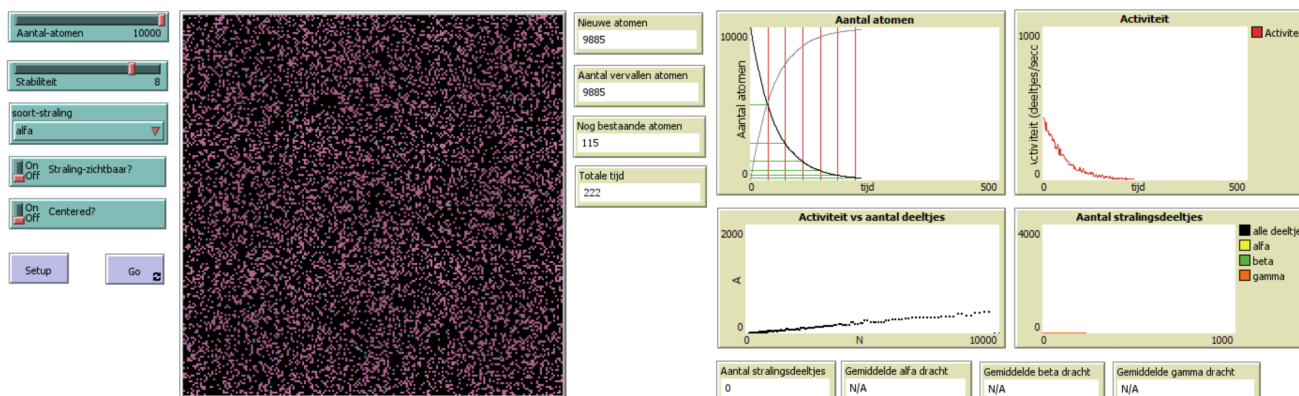 Aantal-atomen 10000
Stabiliteit 8
soort-straling
alfa
On
Off
Straling-zichtbaar?
On
Off
Centered?
Setup
Go
Nieuwe atomen
9885
Aantal vervallen atomen
9885
Nog bestaande atomen
115
Totale tijd
222
Aantal atomen
10000
Aantal atomen
0
0 tijd 500
Activiteit
1000
Activiteit (deeltjes/secc
0
0 tijd 500
Activite
Activiteit vs aantal deeltjes
2000
A
0
0 N 10000
Aantal stralingsdeeltjes
4000
0
0 1000
alle deeltje
alfa
beta
gamma
Aantal stralingsdeeltjes
0
Gemiddelde alfa dracht
N/A
Gemiddelde beta dracht
N/A
Gemiddelde gamma dracht
N/A